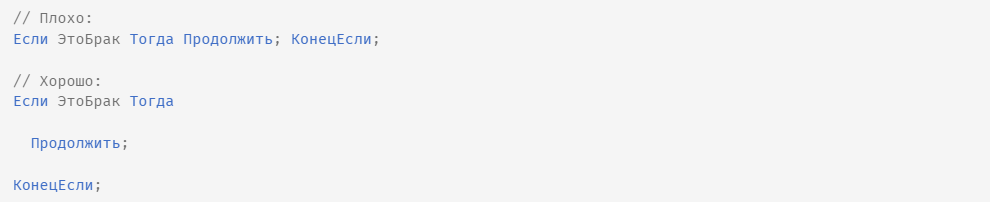 // Плохо:
Если ЭтоБрак Тогда Продолжить; КонецЕсли;
// Хорошо:
Если ЭтоБрак Тогда
Продолжить;
КонецЕсли;